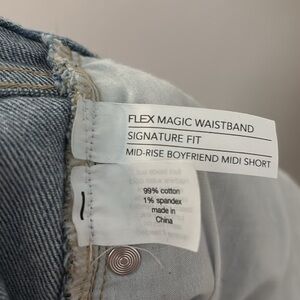 FLEX MAGIC WAISTBAND
SIGNATURE FIT
MID-RISE BOYFRIEND MIDI SHORT
99% cotton
1% spandex
made in
China